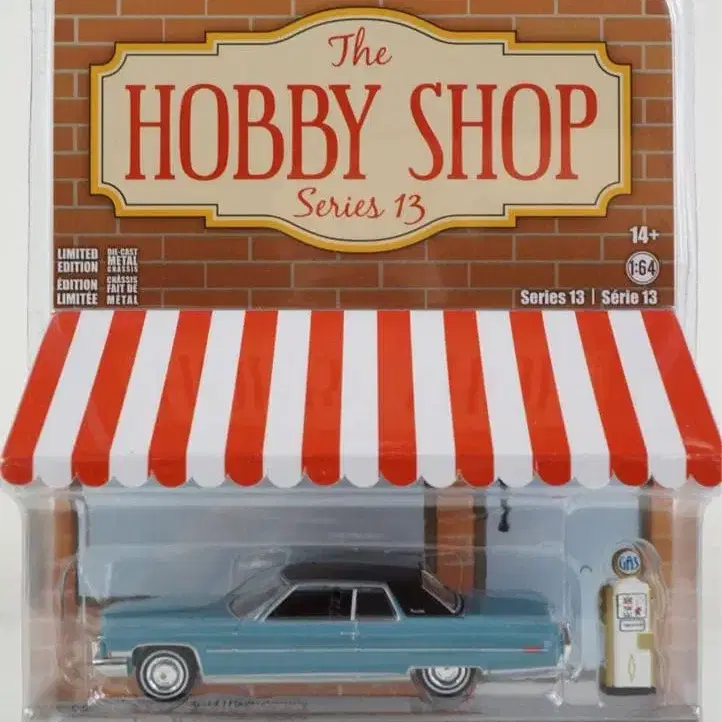 The
HOBBY SHOP
Series 13
14+
LIMITED
EDITION
DIE-CAST
METAL
CHASSIS
ÉDITION
LIMITÉE
CHÂSSIS
FAIT DE
MÉTAL
1:64
Series 13 | Série 13
GAS